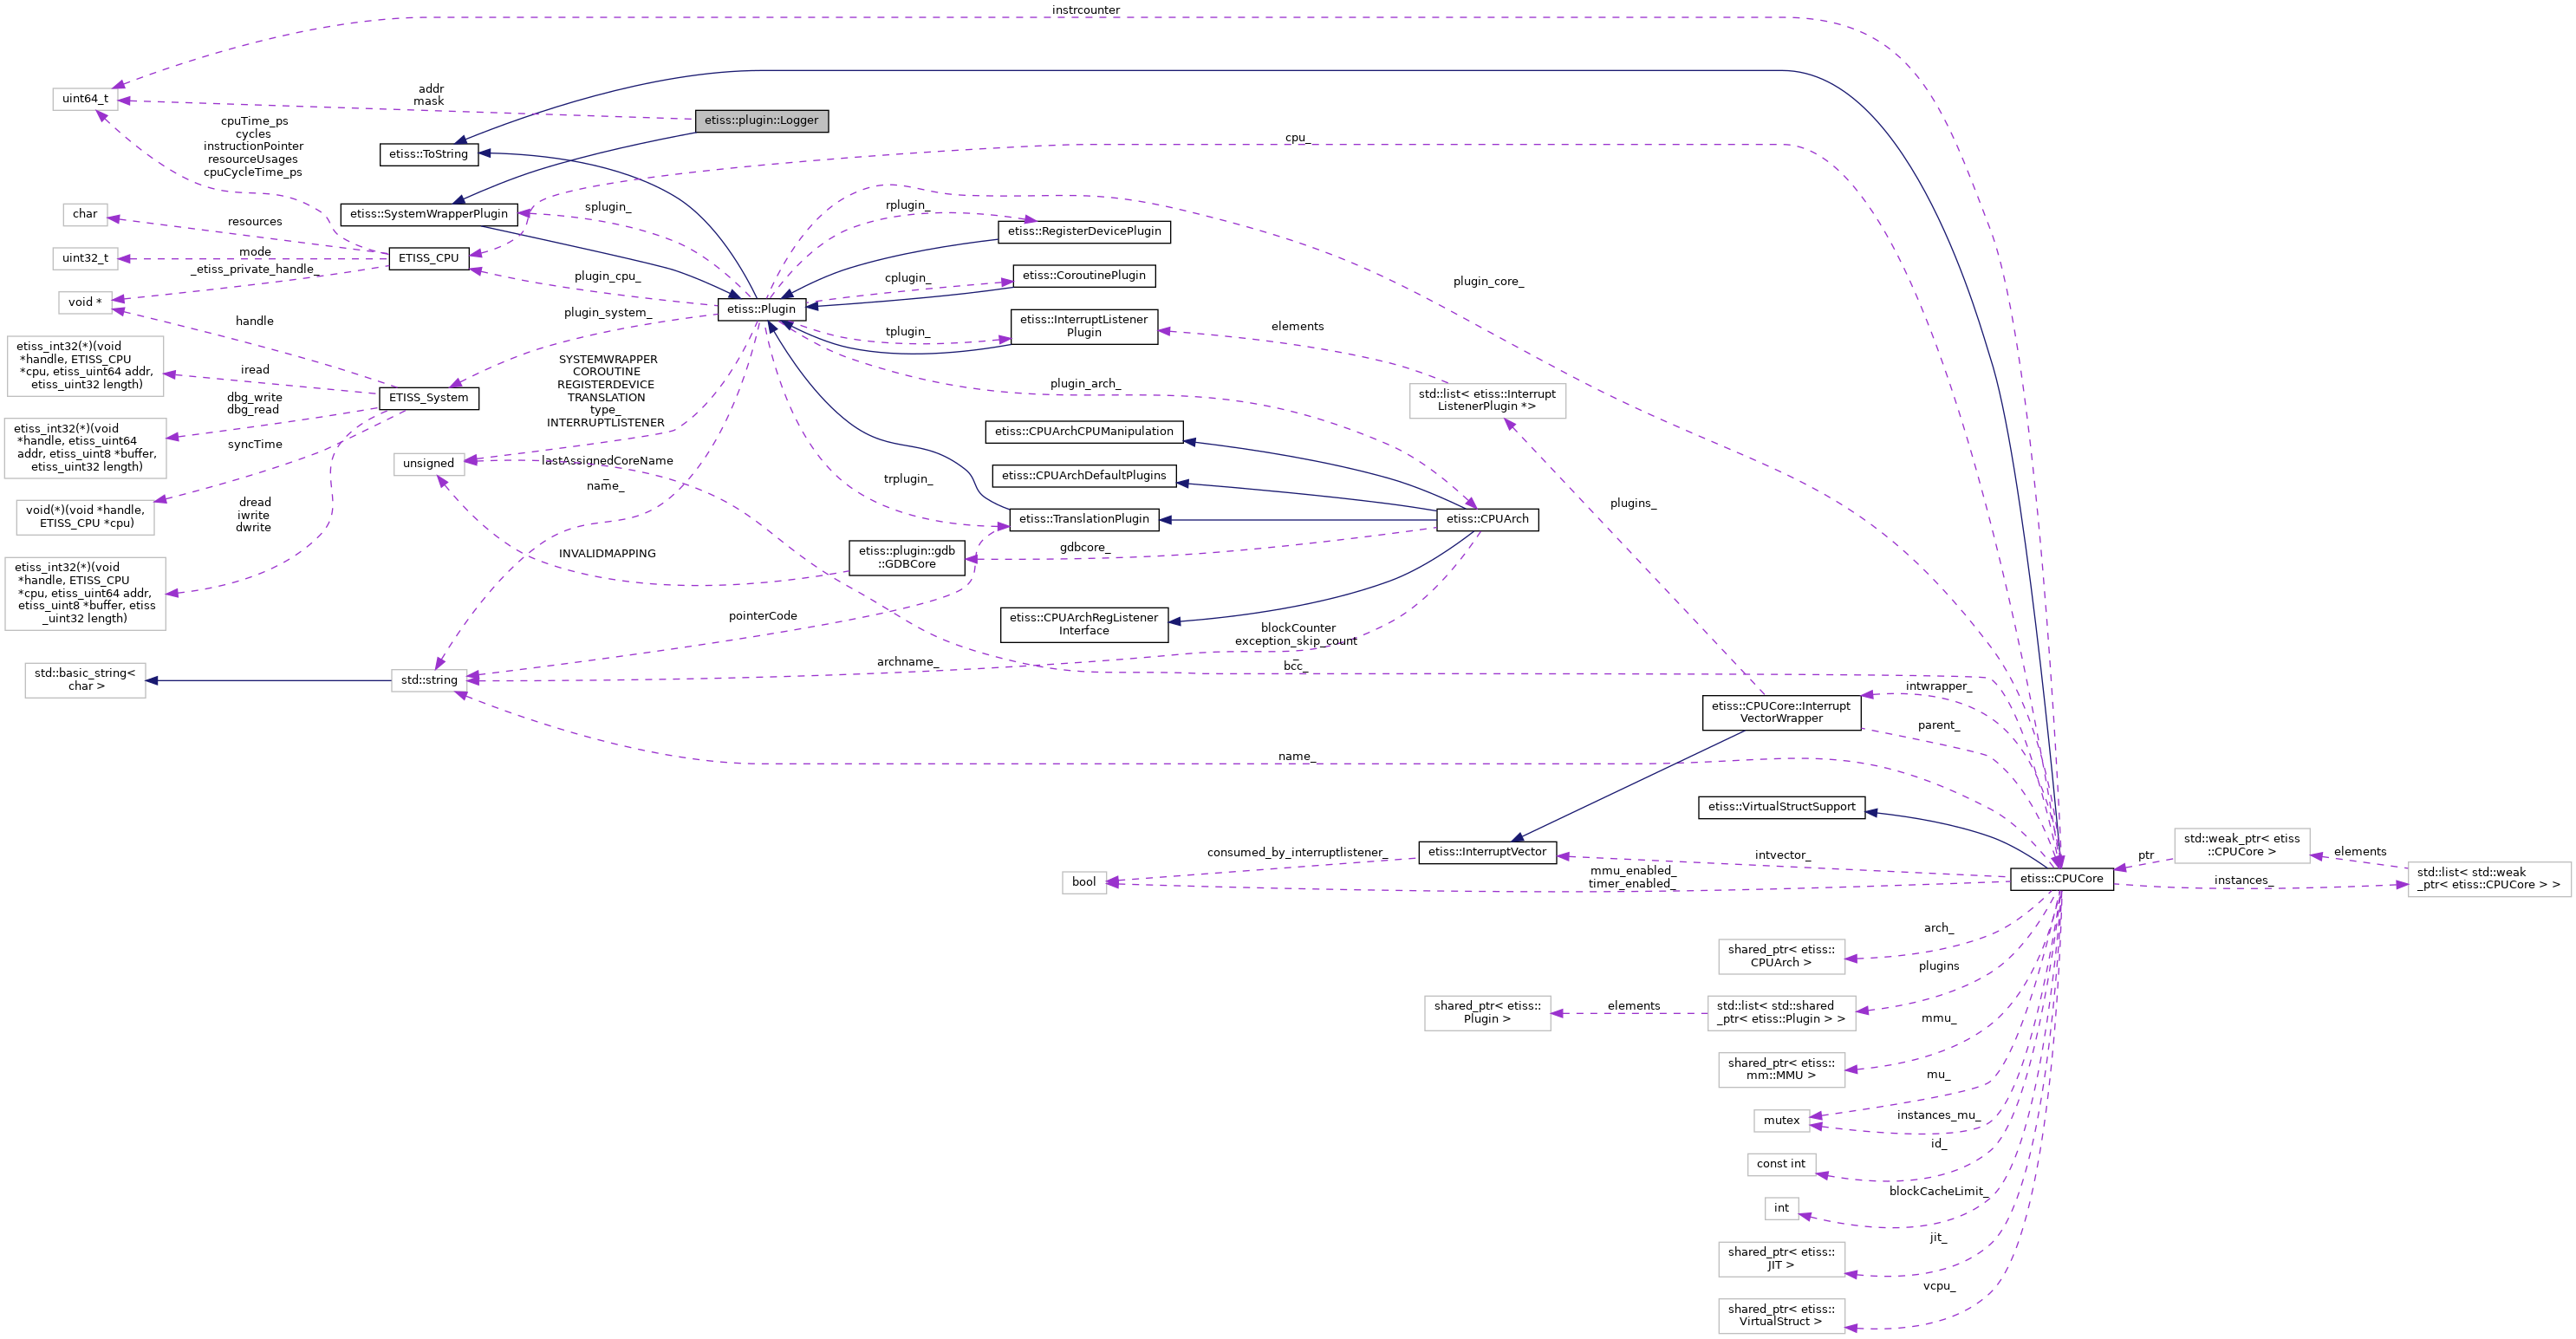 instrcounter
uint64_t
addr
mask
etiss::plugin::Logger
cpuTime_ps
cycles
instructionPointer
resourceUsages
cpuCycleTime_ps
etiss::ToString
cpu_
char
resources
etiss::SystemWrapperPlugin
splugin_
rplugin_
etiss::RegisterDevicePlugin
uint32_t
mode
ETISS_CPU
_etiss_private_handle_
plugin_cpu_
cplugin_
etiss::CoroutinePlugin
plugin_core_
void *
handle
plugin_system_
etiss::Plugin
tplugin_
etiss::InterruptListener
Plugin
elements
etiss_int32(*)(void
*handle, ETISS_CPU
*cpu, etiss_uint64 addr,
etiss_uint32 length)
iread
dbg_write
dbg_read
ETISS_System
SYSTEMWRAPPER
COROUTINE
REGISTERDEVICE
TRANSLATION
type_
INTERRUPTLISTENER
plugin_arch_
std::list< etiss::Interrupt
ListenerPlugin *>
etiss_int32(*)(void
*handle, etiss_uint64
addr, etiss_uint8 *buffer,
etiss_uint32 length)
syncTime
unsigned
lastAssignedCoreName
_
name_
etiss::CPUArchCPUManipulation
etiss::CPUArchDefaultPlugins
trplugin_
plugins_
void(*)(void *handle,
ETISS_CPU *cpu)
dread
iwrite
dwrite
etiss::TranslationPlugin
etiss::CPUArch
INVALIDMAPPING
etiss::plugin::gdb
::GDBCore
gdbcore_
etiss_int32(*)(void
*handle, ETISS_CPU
*cpu, etiss_uint64 addr,
etiss_uint8 *buffer, etiss
_uint32 length)
pointerCode
etiss::CPUArchRegListener
Interface
blockCounter
exception_skip_count
_
bcc_
archname_
std::basic_string<
char >
std::string
intwrapper_
etiss::CPUCore::Interrupt
VectorWrapper
parent_
name_
etiss::VirtualStructSupport
consumed_by_interruptlistener_
etiss::InterruptVector
intvector_
bool
mmu_enabled_
timer_enabled_
etiss::CPUCore
ptr
std::weak_ptr< etiss
::CPUCore >
elements
instances_
std::list< std::weak
_ptr< etiss::CPUCore > >
arch_
shared_ptr< etiss::
CPUArch >
plugins
shared_ptr< etiss::
Plugin >
elements
std::list< std::shared
_ptr< etiss::Plugin > >
mmu_
shared_ptr< etiss::
mm::MMU >
mu_
mutex
instances_mu_
id_
const int
blockCacheLimit_
int
jit_
shared_ptr< etiss::
JIT >
vcpu_
shared_ptr< etiss::
VirtualStruct >